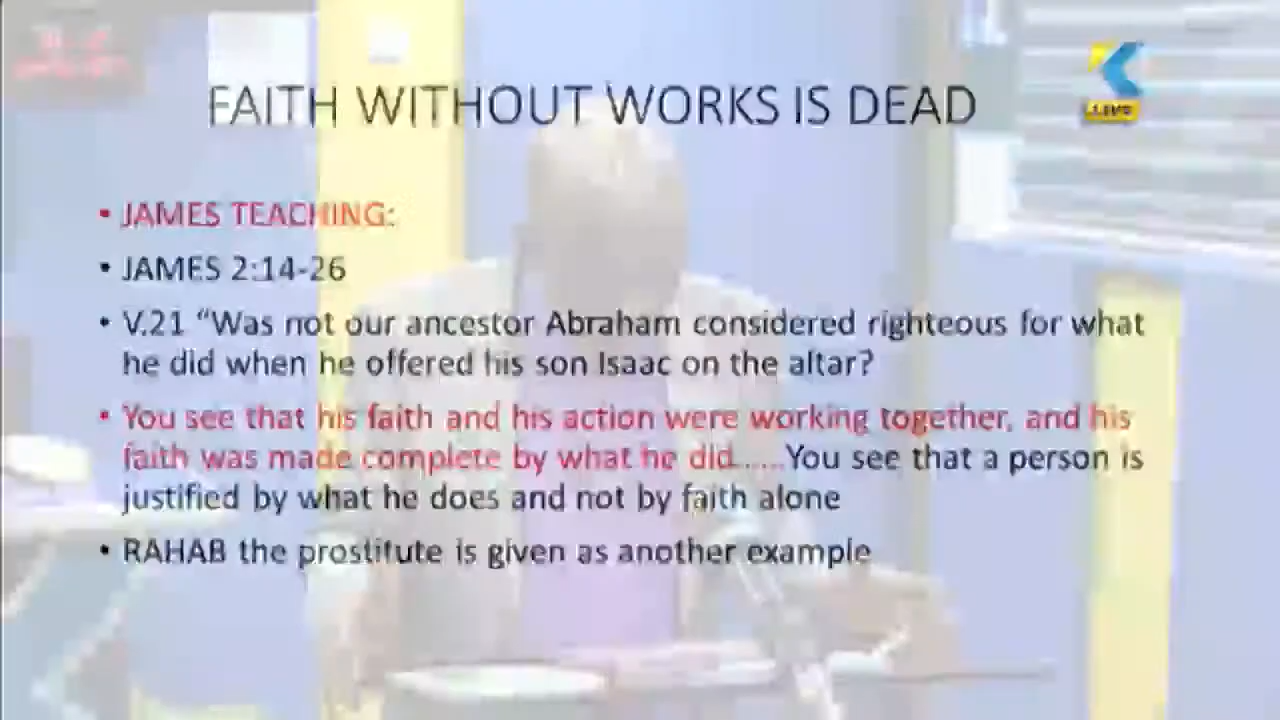 FAITH WITHOUT WORKS IS DEAD
LIVE
• JAMES TEACHING:
• JAMES 2:14-26
• V.21 “Was not our ancestor Abraham considered righteous for what
he did when he offered his son Isaac on the altar?
• You see that his faith and his action were working together, and his
faith was made complete by what he did......You see that a person is
justified by what he does and not by faith alone
• RAHAB the prostitute is given as another example